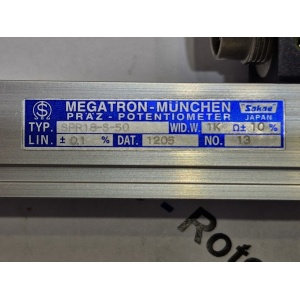 MEGATRON-MÜNCHEN Sakae
PRÄZ-POTENTIOMETER JAPAN
TYP. SPR18-S-50 WID.W. 1K Ω± 10 %
LIN. ± 0.1 % DAT. 1205 NO. 13
- Rote